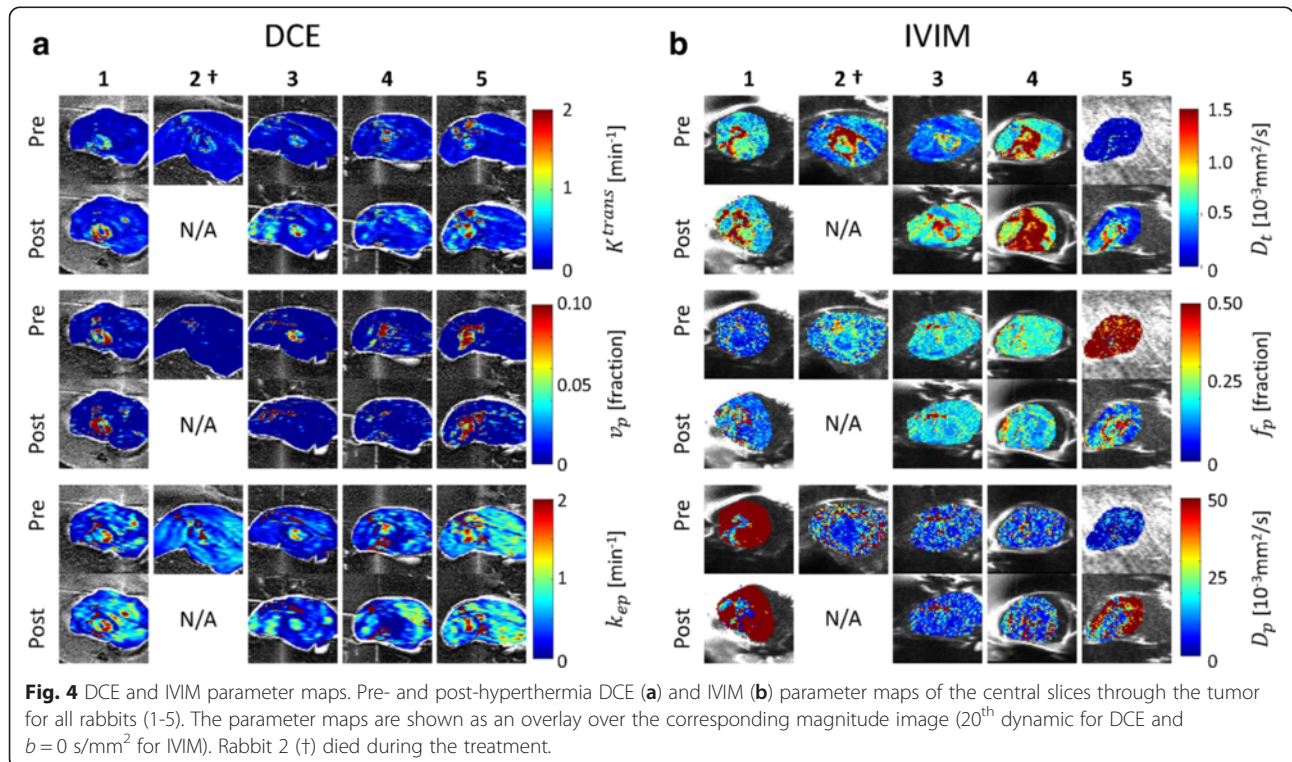 a
DCE
1 2 † 3 4 5
Pre
2
1
0
K^trans [min⁻¹]
Post
N/A
Pre
0.10
0.05
0
v_p [fraction]
Post
N/A
Pre
2
1
0
k_ep [min⁻¹]
Post
N/A
b
IVIM
1 2 † 3 4 5
Pre
1.5
1.0
0.5
0
D_t [10⁻³mm²/s]
Post
N/A
Pre
0.50
0.25
0
f_p [fraction]
Post
N/A
Pre
50
25
0
D_p [10⁻³mm²/s]
Post
N/A
Fig. 4 DCE and IVIM parameter maps. Pre- and post-hyperthermia DCE (a) and IVIM (b) parameter maps of the central slices through the tumor
for all rabbits (1-5). The parameter maps are shown as an overlay over the corresponding magnitude image (20th dynamic for DCE and
b = 0 s/mm² for IVIM). Rabbit 2 (†) died during the treatment.